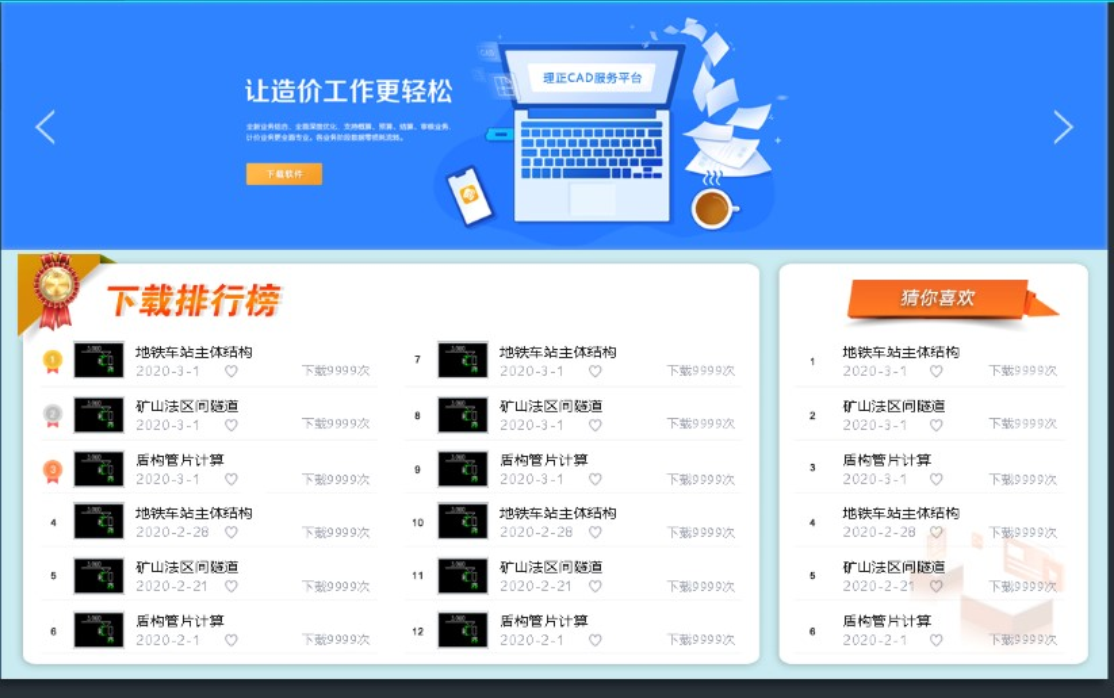 让造价工作更轻松
理正CAD服务平台
下载软件
下载排行榜
1 地铁车站主体结构
2020-3-1 下载9999次
2 矿山法区间隧道
2020-3-1 下载9999次
3 盾构管片计算
2020-3-1 下载9999次
4 地铁车站主体结构
2020-2-28 下载9999次
5 矿山法区间隧道
2020-2-21 下载9999次
6 盾构管片计算
2020-2-1 下载9999次
7 地铁车站主体结构
2020-3-1 下载9999次
8 矿山法区间隧道
2020-3-1 下载9999次
9 盾构管片计算
2020-3-1 下载9999次
10 地铁车站主体结构
2020-2-28 下载9999次
11 矿山法区间隧道
2020-2-21 下载9999次
12 盾构管片计算
2020-2-1 下载9999次
猜你喜欢
1 地铁车站主体结构
2020-3-1 下载9999次
2 矿山法区间隧道
2020-3-1 下载9999次
3 盾构管片计算
2020-3-1 下载9999次
4 地铁车站主体结构
2020-2-28 下载9999次
5 矿山法区间隧道
2020-2-21 下载9999次
6 盾构管片计算
2020-2-1 下载9999次